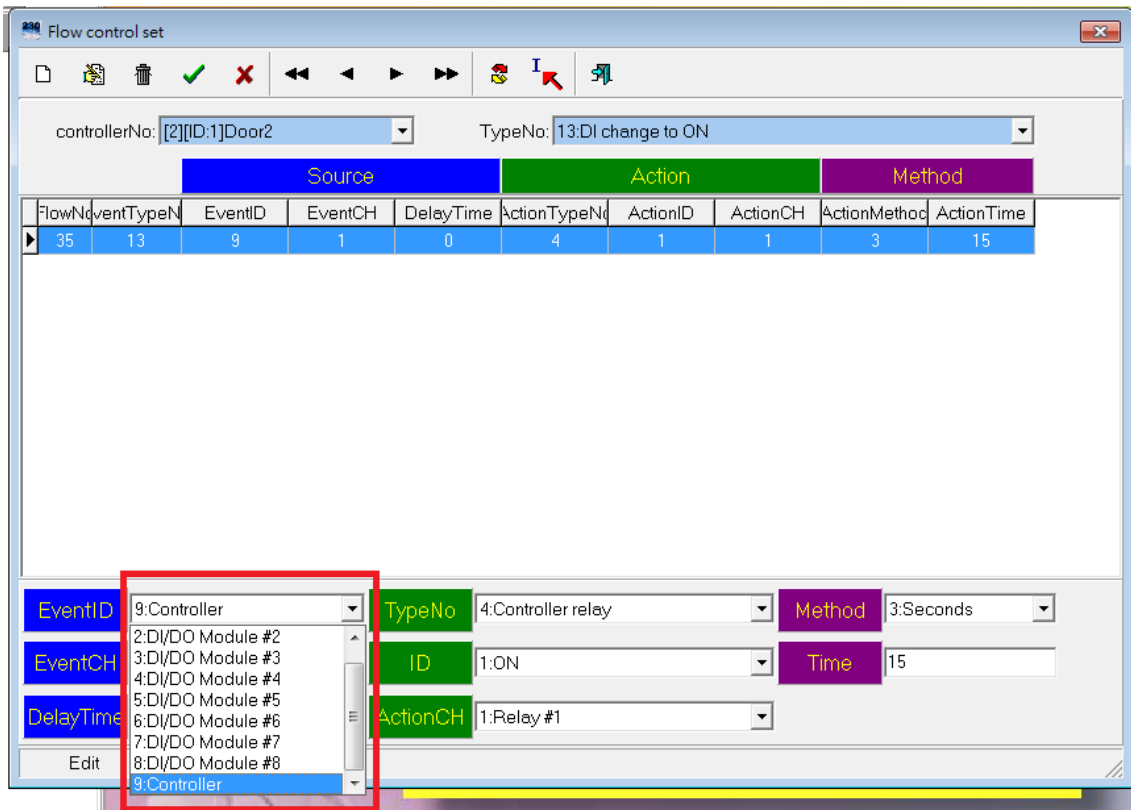 Flow control set
I
controllerNo: [2][ID:1]Door2 TypeNo: 13:DI change to ON
Source Action Method
FlowNo ventTypeN EventID EventCH DelayTime ActionTypeNo ActionID ActionCH ActionMethod ActionTime
35 13 9 1 0 4 1 1 3 15
EventID 9:Controller TypeNo 4:Controller relay Method 3:Seconds
2:DI/DO Module #2
EventCH 3:DI/DO Module #3 ID 1:ON Time 15
4:DI/DO Module #4
5:DI/DO Module #5
DelayTime 6:DI/DO Module #6 ActionCH 1:Relay #1
7:DI/DO Module #7
Edit 8:DI/DO Module #8
9:Controller